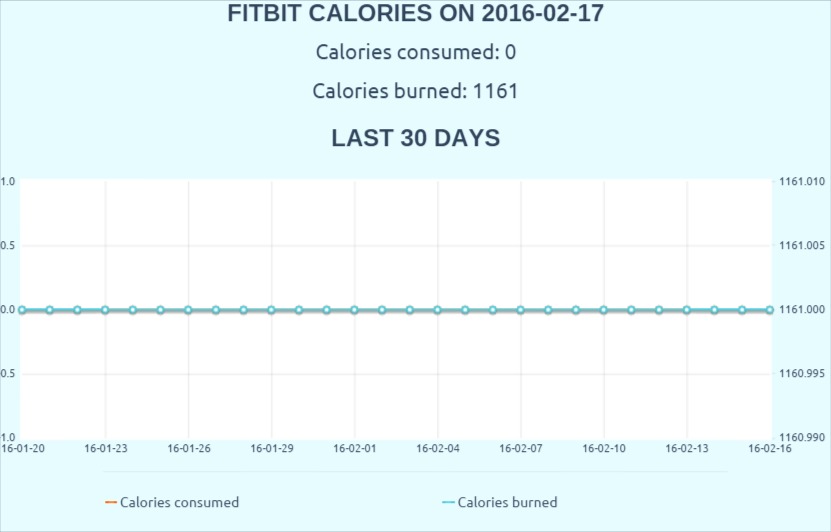 FITBIT CALORIES ON 2016-02-17
Calories consumed: 0
Calories burned: 1161
LAST 30 DAYS
1.0 1161.010
0.5 1161.005
0.0 1161.000
0.5 1160.995
1.0 1160.990
16-01-20 16-01-23 16-01-26 16-01-29 16-02-01 16-02-04 16-02-07 16-02-10 16-02-13 16-02-16
Calories consumed Calories burned